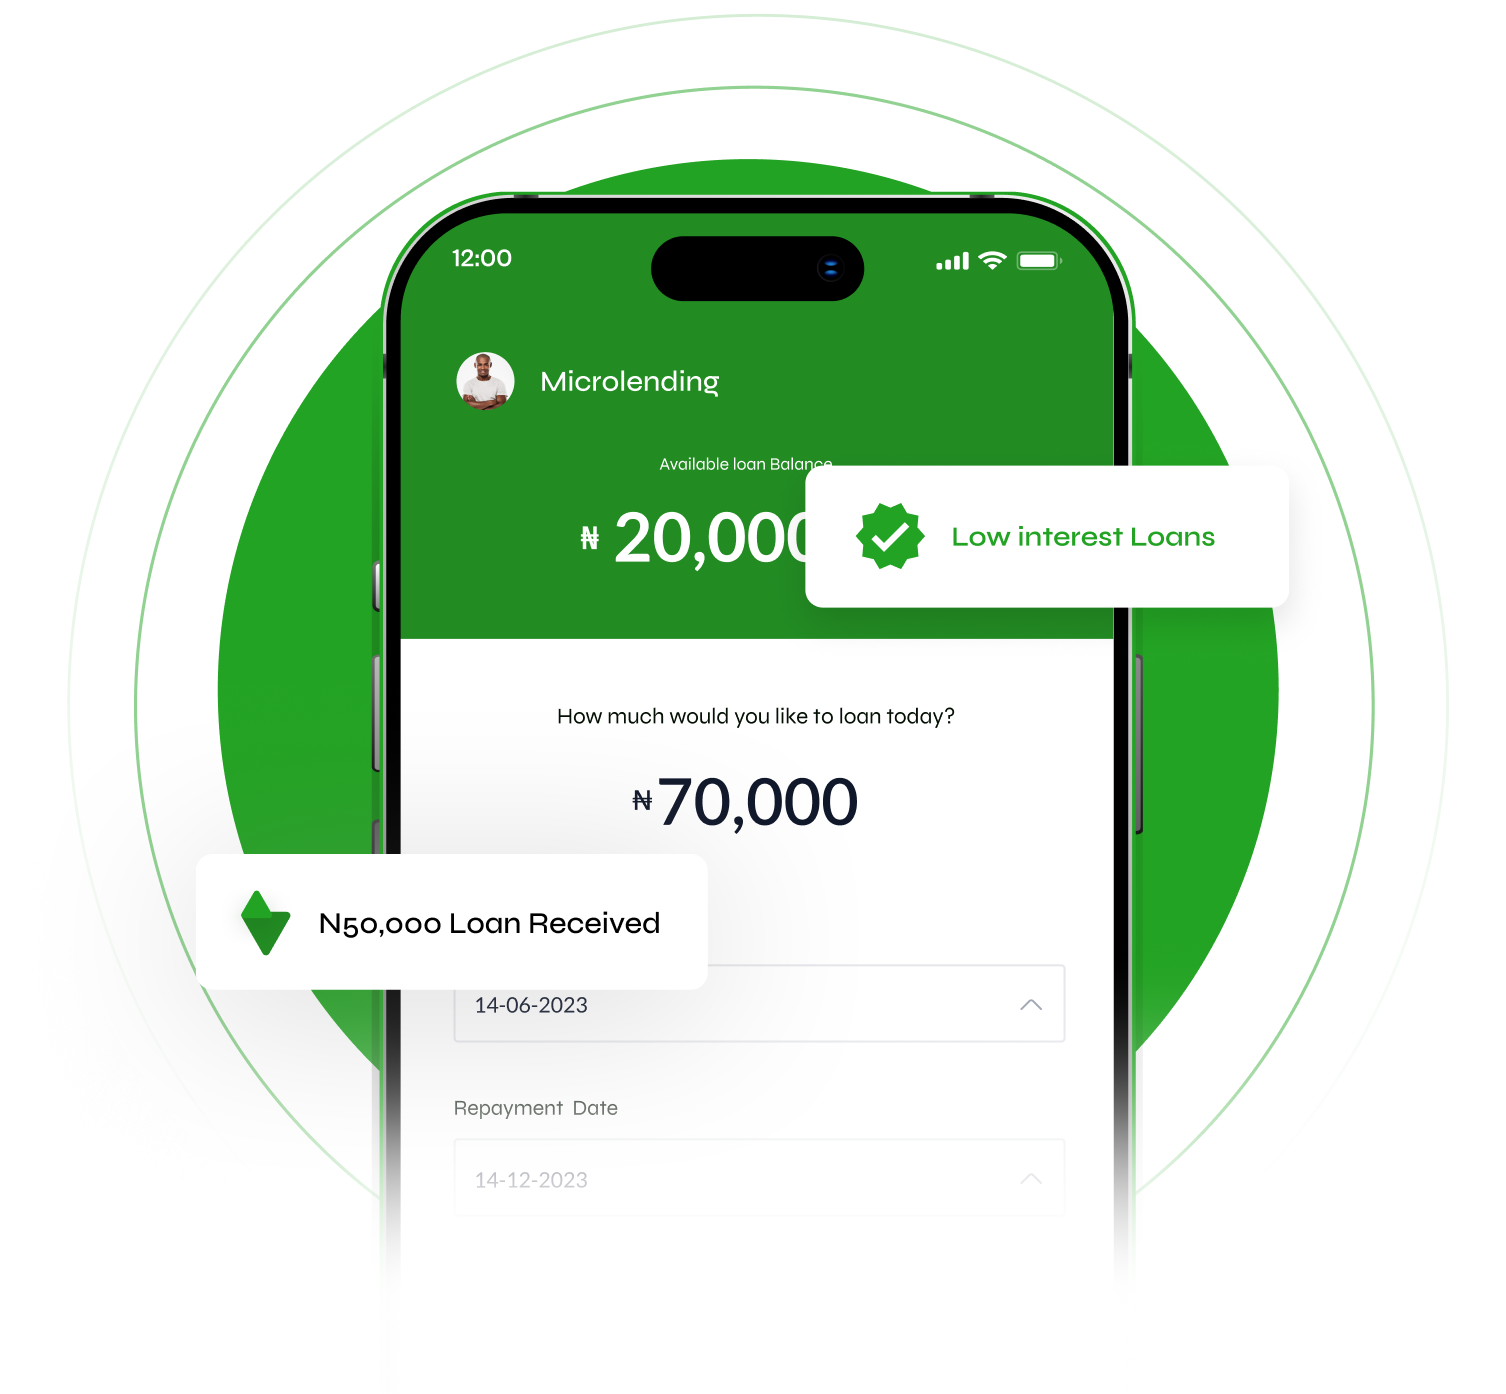 12:00
Microlending
Available loan Balance
₦ 20,000
Low interest Loans
How much would you like to loan today?
₦70,000
N50,000 Loan Received
14-06-2023
Repayment Date
14-12-2023